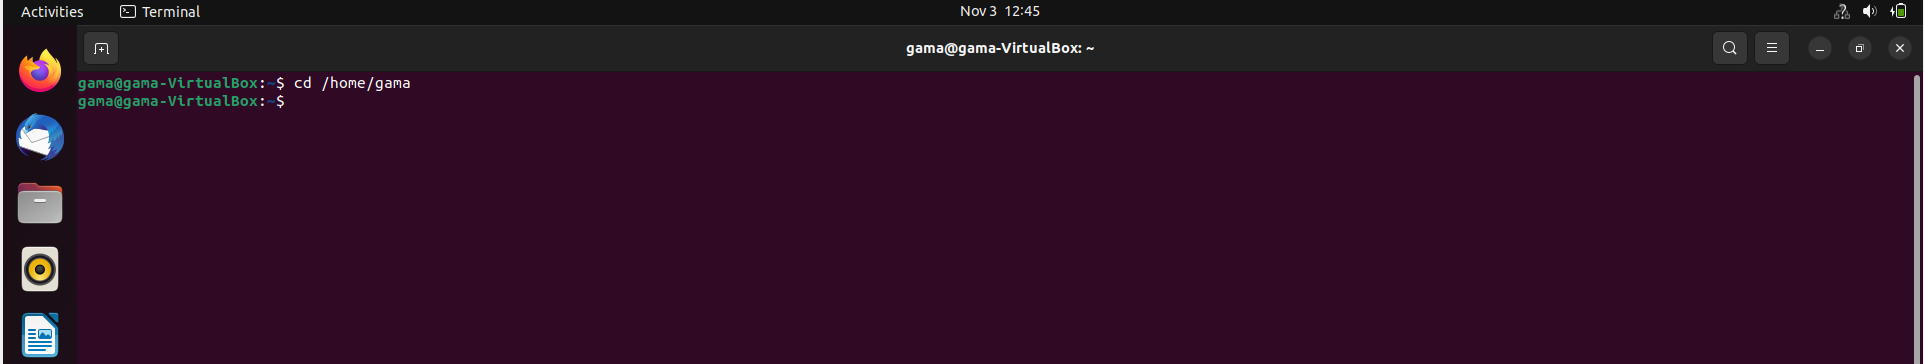 Activities Terminal Nov 3 12:45
gama@gama-VirtualBox: ~
gama@gama-VirtualBox:~$ cd /home/gama
gama@gama-VirtualBox:~$